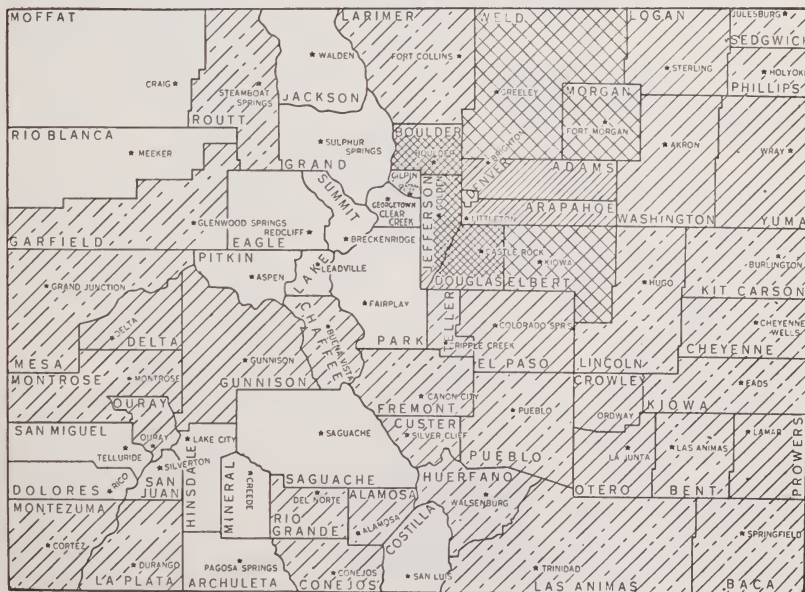 MOFFAT
LARIMER
WELD
LOGAN
JULESBURG
SEDGWICK
WALDEN
FORT COLLINS
STERLING
HOLYOKE
CRAIG
STEAMBOAT
SPRINGS
JACKSON
GREELEY
MORGAN
PHILLIPS
ROUTT
FORT MORGAN
RIO BLANCA
MEEKER
SULPHUR
SPRINGS
BOULDER
BOULDER
AKRON
WRAY
GRAND
GILPIN
BRIGHTON
ADAMS
SUMMIT
GEORGETOWN
CLEAR
CREEK
JEFFERSON
GOLDEN
DENVER
ARAPAHOE
LITTLETON
WASHINGTON
YUMA
GLENWOOD SPRINGS
REDCLIFF
GARFIELD
EAGLE
BRECKENRIDGE
CASTLE ROCK
KIOWA
PITKIN
LAKE
LEADVILLE
BURLINGTON
GRAND JUNCTION
ASPEN
DOUGLAS
ELBERT
HUGO
KIT CARSON
FAIRPLAY
TELLER
COLORADO SPRS
DELTA
DELTA
CHAFFEE
BUENA VISTA
CHEYENNE
WELLS
GUNNISON
CRIPPLE CREEK
MESA
PARK
EL PASO
LINCOLN
CHEYENNE
MONTROSE
MONTROSE
GUNNISON
CANON CITY
CROWLEY
EADS
OURAY
FREMONT
PUEBLO
ORDWAY
KIOWA
SAN MIGUEL
OURAY
LAKE CITY
SAGUACHE
CUSTER
SILVER CLIFF
LA JUNTA
LAS ANIMAS
LAMAR
PROWERS
TELLURIDE
SILVERTON
PUEBLO
DOLORES
RICO
SAN
JUAN
HINSDALE
MINERAL
CREEDE
SAGUACHE
HUERFANO
WALSENBURG
OTERO
BENT
MONTEZUMA
DEL NORTE
ALAMOSA
RIO
GRANDE
ALAMOSA
COSTILLA
SPRINGFIELD
CORTEZ
DURANGO
PAGOSA SPRINGS
CONEJOS
SAN LUIS
TRINIDAD
LA PLATA
ARCHULETA
CONEJOS
LAS ANIMAS
BACA